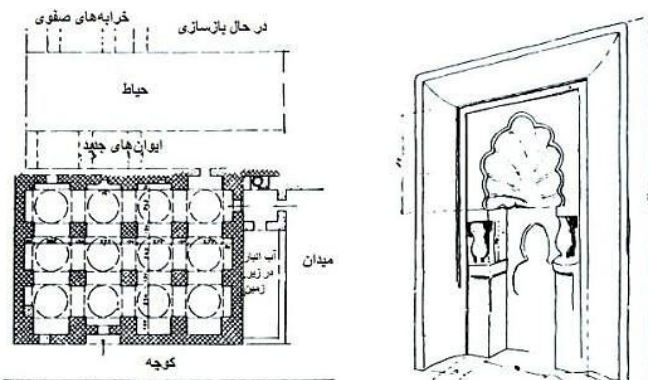 خرابه‌های صفوی
در حال بازسازی
حیاط
ایوان‌های جدید
آب انبار
در زیر
زمین
میدان
کوچه